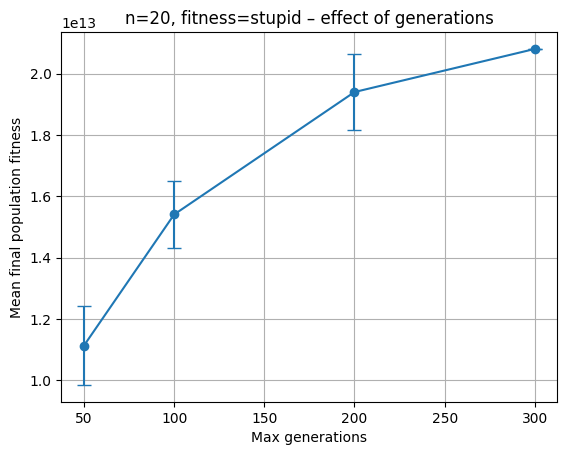 n=20, fitness=stupid – effect of generations
1e13
2.0
1.8
1.6
1.4
1.2
1.0
Mean final population fitness
50 100 150 200 250 300
Max generations